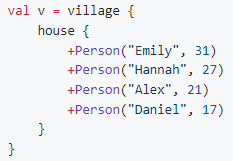 val v = village {
    house {
        +Person("Emily", 31)
        +Person("Hannah", 27)
        +Person("Alex", 21)
        +Person("Daniel", 17)
    }
}